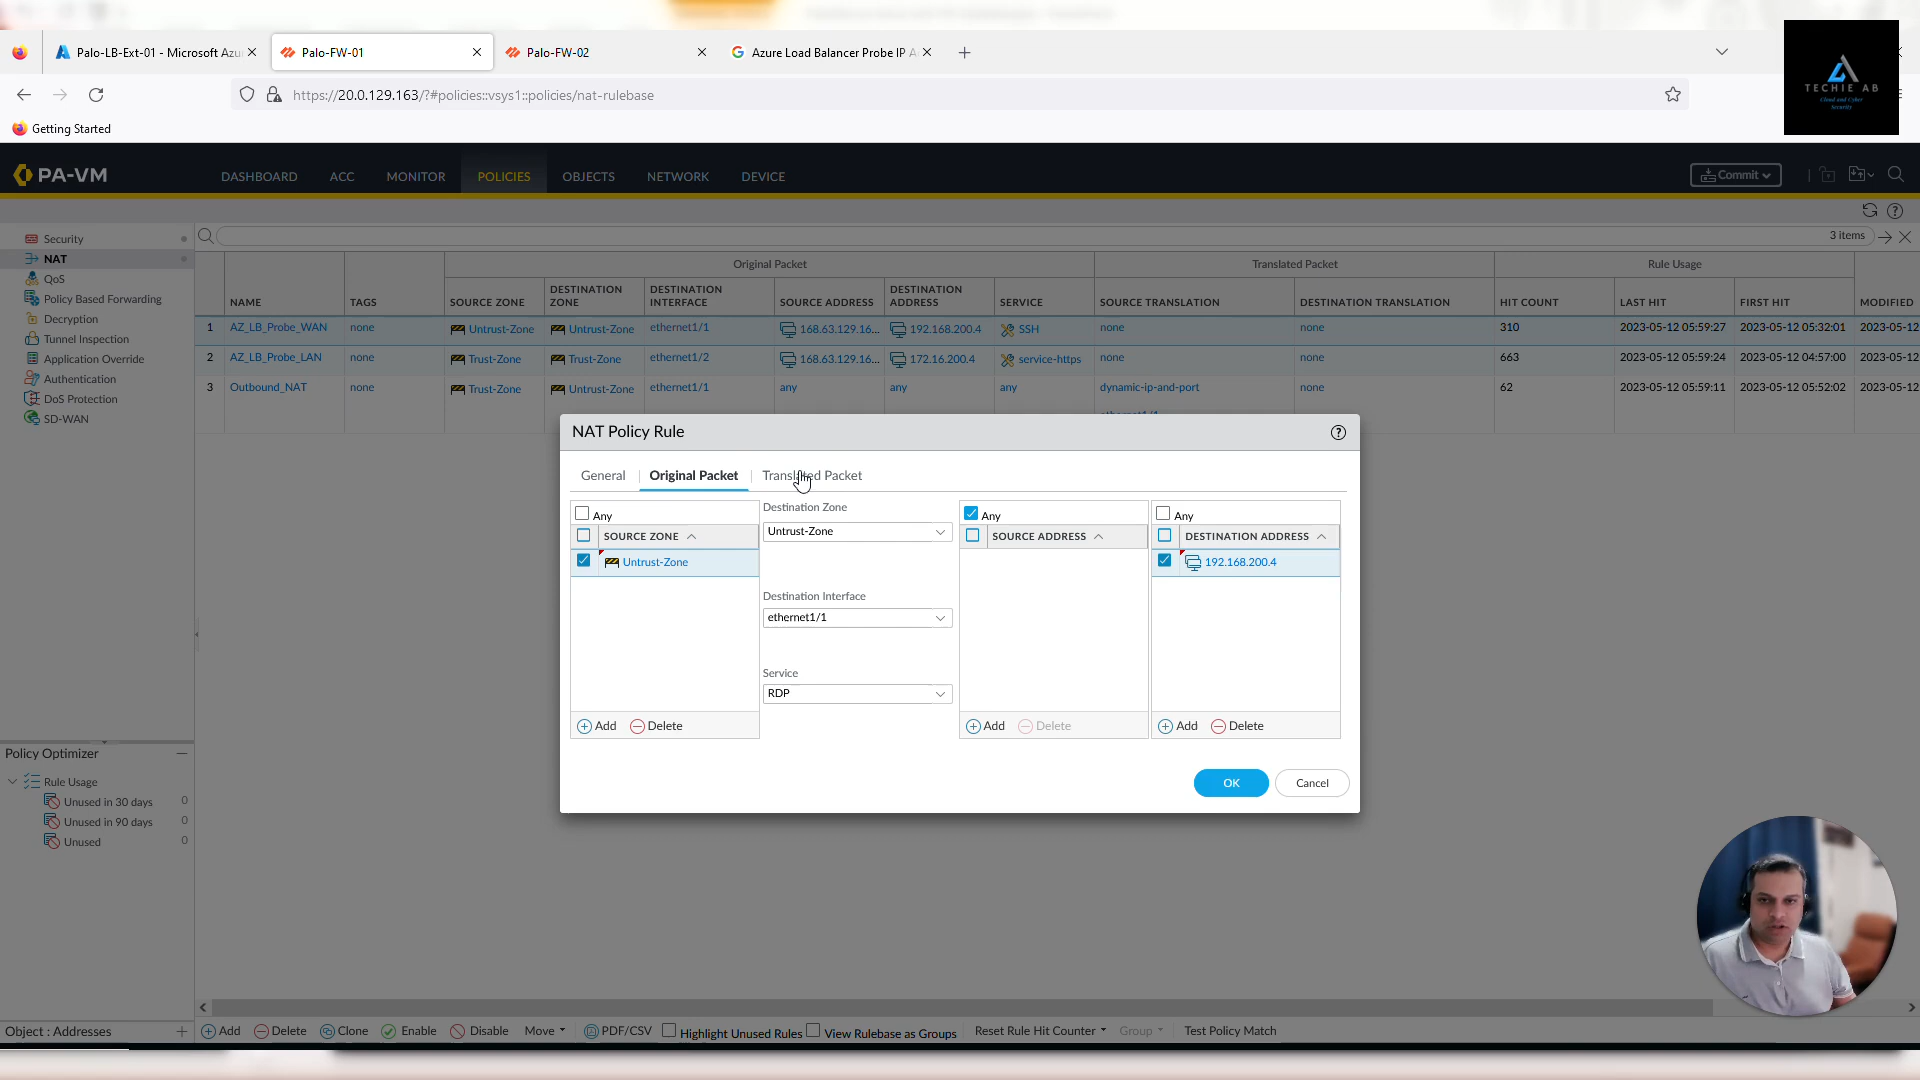 Palo-LB-Ext-01 - Microsoft Azu
Palo-FW-01
Palo-FW-02
Azure Load Balancer Probe IP A
https://20.0.129.163/?#policies::vsys1::policies/nat-rulebase
Getting Started
TECHIE AB
Cloud and Cyber
Security
PA-VM
DASHBOARD
ACC
MONITOR
POLICIES
OBJECTS
NETWORK
DEVICE
Commit
Security
NAT
QoS
Policy Based Forwarding
Decryption
Tunnel Inspection
Application Override
Authentication
DoS Protection
SD-WAN
3 items
Original Packet
Translated Packet
Rule Usage
NAME
TAGS
SOURCE ZONE
DESTINATION ZONE
DESTINATION INTERFACE
SOURCE ADDRESS
DESTINATION ADDRESS
SERVICE
SOURCE TRANSLATION
DESTINATION TRANSLATION
HIT COUNT
LAST HIT
FIRST HIT
MODIFIED
1 AZ_LB_Probe_WAN none Untrust-Zone Untrust-Zone ethernet1/1 168.63.129.16... 192.168.200.4 SSH none none 310 2023-05-12 05:59:27 2023-05-12 05:32:01 2023-05-12
2 AZ_LB_Probe_LAN none Trust-Zone Trust-Zone ethernet1/2 168.63.129.16... 172.16.200.4 service-https none none 663 2023-05-12 05:59:24 2023-05-12 04:57:00 2023-05-12
3 Outbound_NAT none Trust-Zone Untrust-Zone ethernet1/1 any any any dynamic-ip-and-port none 62 2023-05-12 05:59:11 2023-05-12 05:52:02 2023-05-12
NAT Policy Rule
General
Original Packet
Translated Packet
Any
SOURCE ZONE
Untrust-Zone
Add
Delete
Destination Zone
Untrust-Zone
Destination Interface
ethernet1/1
Service
RDP
Any
SOURCE ADDRESS
Add
Delete
Any
DESTINATION ADDRESS
192.168.200.4
Add
Delete
OK
Cancel
Policy Optimizer
Rule Usage
Unused in 30 days 0
Unused in 90 days 0
Unused 0
Object : Addresses
Add
Delete
Clone
Enable
Disable
Move
PDF/CSV
Highlight Unused Rules
View Rulebase as Groups
Reset Rule Hit Counter
Group
Test Policy Match